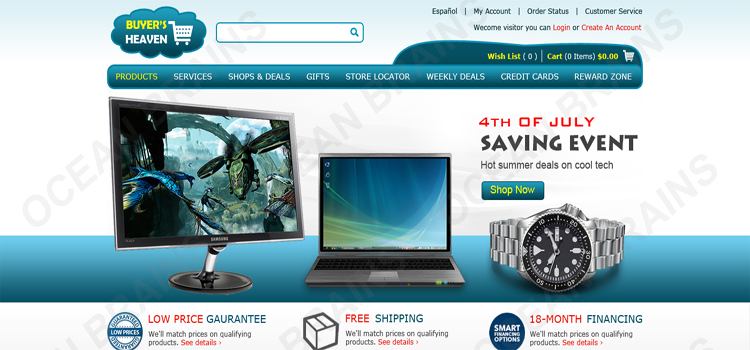 Español | My Account | Order Status | Customer Service
BUYER'S
HEAVEN
Wecome visitor you can Login or Create An Account
Wish List ( 0 ) | Cart (0 Items) $0.00
PRODUCTS SERVICES SHOPS & DEALS GIFTS STORE LOCATOR WEEKLY DEALS CREDIT CARDS REWARD ZONE
4TH OF JULY
SAVING EVENT
Hot summer deals on cool tech
Shop Now
SAMSUNG
OCEAN BRAINS
OCEAN BRAINS
OCEAN BRAINS
GUARANTEED
LOW PRICES
LOW PRICE GAURANTEE
We'll match prices on qualifying
products. See details ›
FREE SHIPPING
We'll match prices on qualifying
products. See details ›
SMART
FINANCING
OPTIONS
18-MONTH FINANCING
We'll match prices on qualifying
products. See details ›